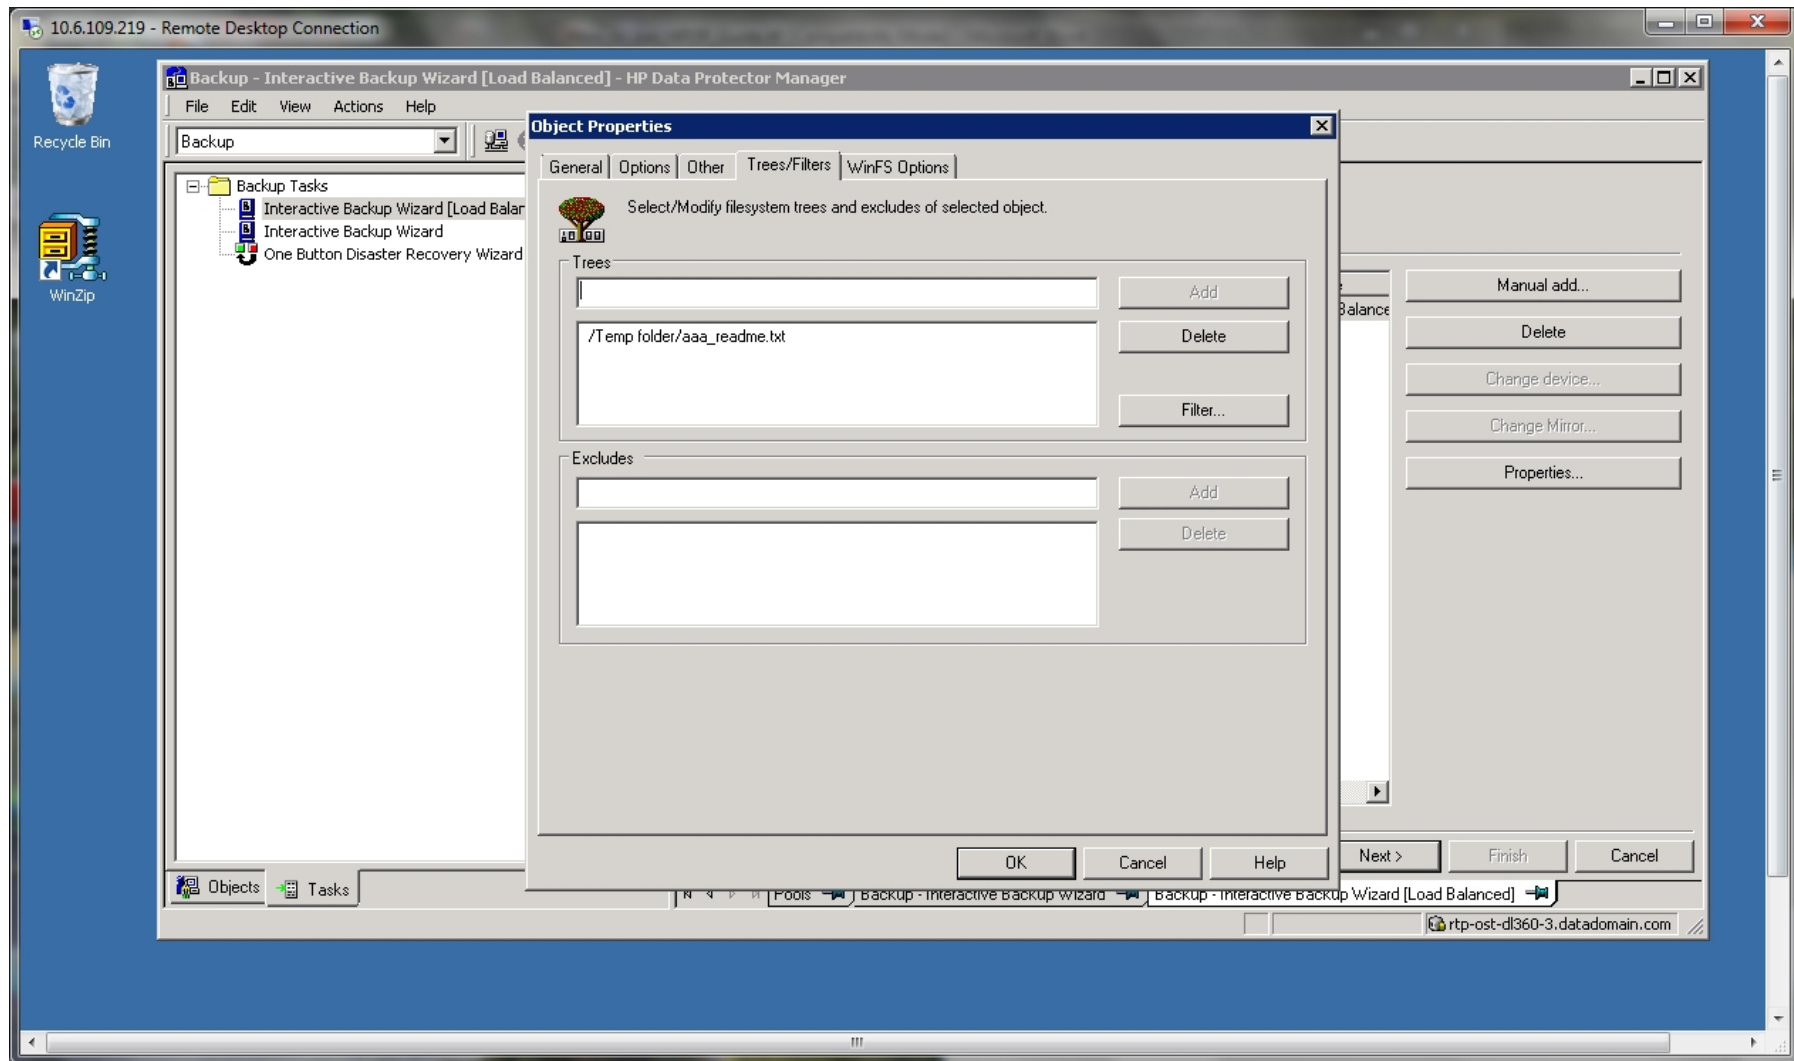 10.6.109.219 - Remote Desktop Connection
Recycle Bin
WinZip
Backup - Interactive Backup Wizard [Load Balanced] - HP Data Protector Manager
File Edit View Actions Help
Backup
Backup Tasks
Interactive Backup Wizard [Load Balan
Interactive Backup Wizard
One Button Disaster Recovery Wizard
Objects Tasks
Object Properties
General Options Other Trees/Filters WinFS Options
Select/Modify filesystem trees and excludes of selected object.
Trees
Add
/Temp folder/aaa_readme.txt
Delete
Filter...
Excludes
Add
Delete
OK Cancel Help
Balance
Manual add...
Delete
Change device...
Change Mirror...
Properties...
Next > Finish Cancel
Pools Backup - Interactive Backup Wizard Backup - Interactive Backup Wizard [Load Balanced]
rtp-ost-dl360-3.datadomain.com